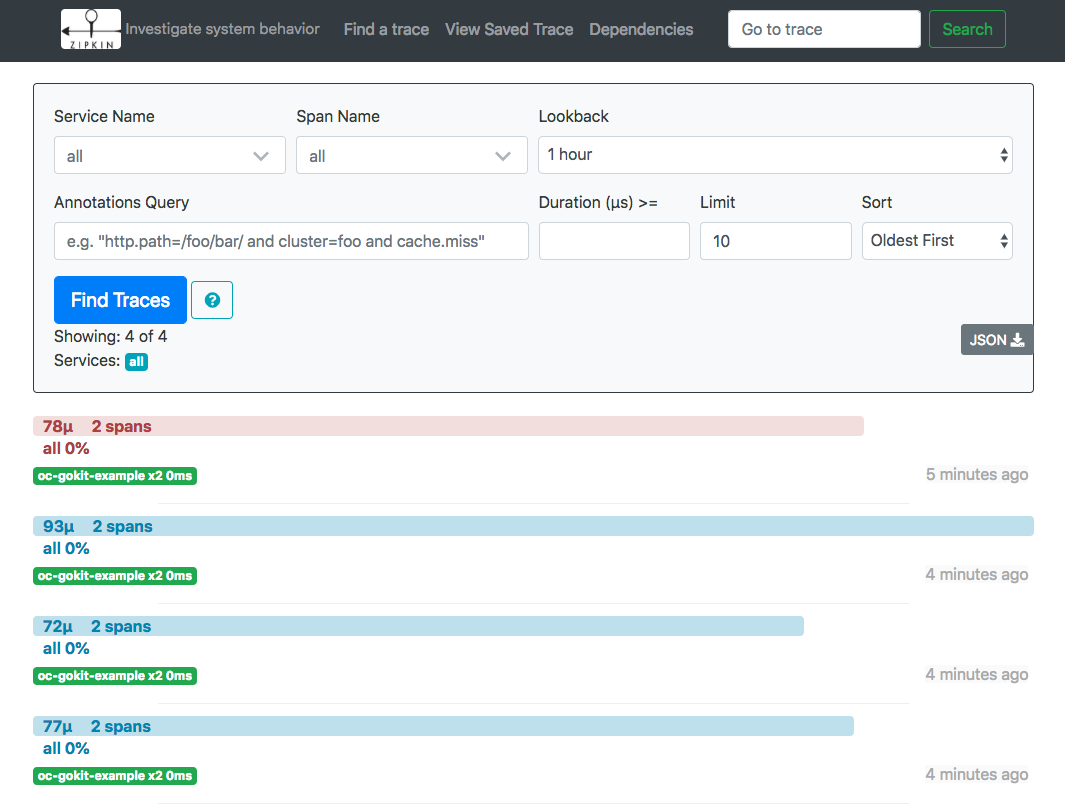 ZIPKIN Investigate system behavior Find a trace View Saved Trace Dependencies Go to trace Search
Service Name Span Name Lookback
all all 1 hour
Annotations Query Duration (μs) >= Limit Sort
e.g. "http.path=/foo/bar/ and cluster=foo and cache.miss" 10 Oldest First
Find Traces ?
Showing: 4 of 4
JSON
Services: all
78μ 2 spans
all 0%
oc-gokit-example x2 0ms 5 minutes ago
93μ 2 spans
all 0%
oc-gokit-example x2 0ms 4 minutes ago
72μ 2 spans
all 0%
oc-gokit-example x2 0ms 4 minutes ago
77μ 2 spans
all 0%
oc-gokit-example x2 0ms 4 minutes ago